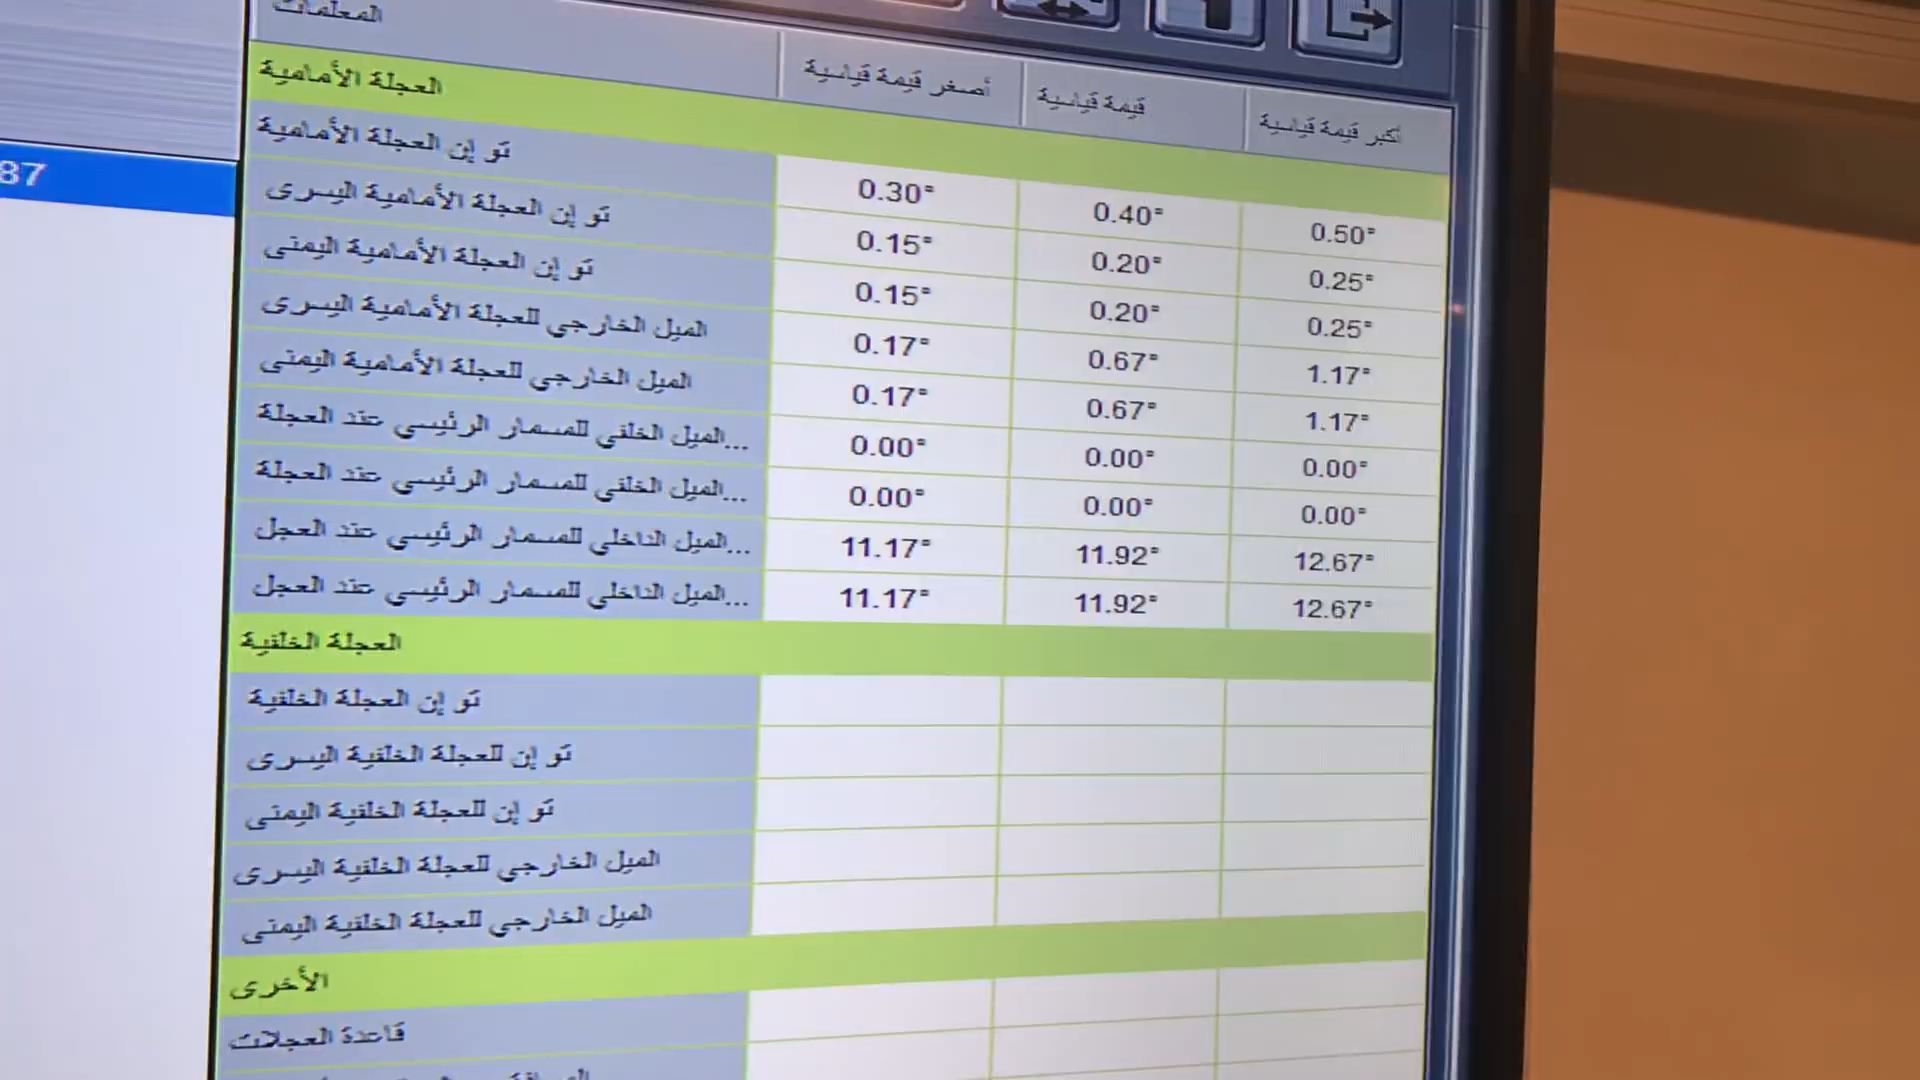 المعلمات
أصغر قيمة قياسية
قيمة قياسية
أكبر قيمة قياسية
87
العجلة الأمامية
تو إن العجلة الأمامية 0.30° 0.40° 0.50°
تو إن العجلة الأمامية اليسرى 0.15° 0.20° 0.25°
تو إن العجلة الأمامية اليمنى 0.15° 0.20° 0.25°
الميل الخارجي للعجلة الأمامية اليسرى 0.17° 0.67° 1.17°
الميل الخارجي للعجلة الأمامية اليمنى 0.17° 0.67° 1.17°
...الميل الخلفي للمسمار الرئيسي عند العجلة 0.00° 0.00° 0.00°
...الميل الخلفي للمسمار الرئيسي عند العجلة 0.00° 0.00° 0.00°
...الميل الداخلي للمسمار الرئيسي عند العجل 11.17° 11.92° 12.67°
...الميل الداخلي للمسمار الرئيسي عند العجل 11.17° 11.92° 12.67°
العجلة الخلفية
تو إن العجلة الخلفية
تو إن للعجلة الخلفية اليسرى
تو إن للعجلة الخلفية اليمنى
الميل الخارجي للعجلة الخلفية اليسرى
الميل الخارجي للعجلة الخلفية اليمنى
الأخرى
قاعدة العجلات